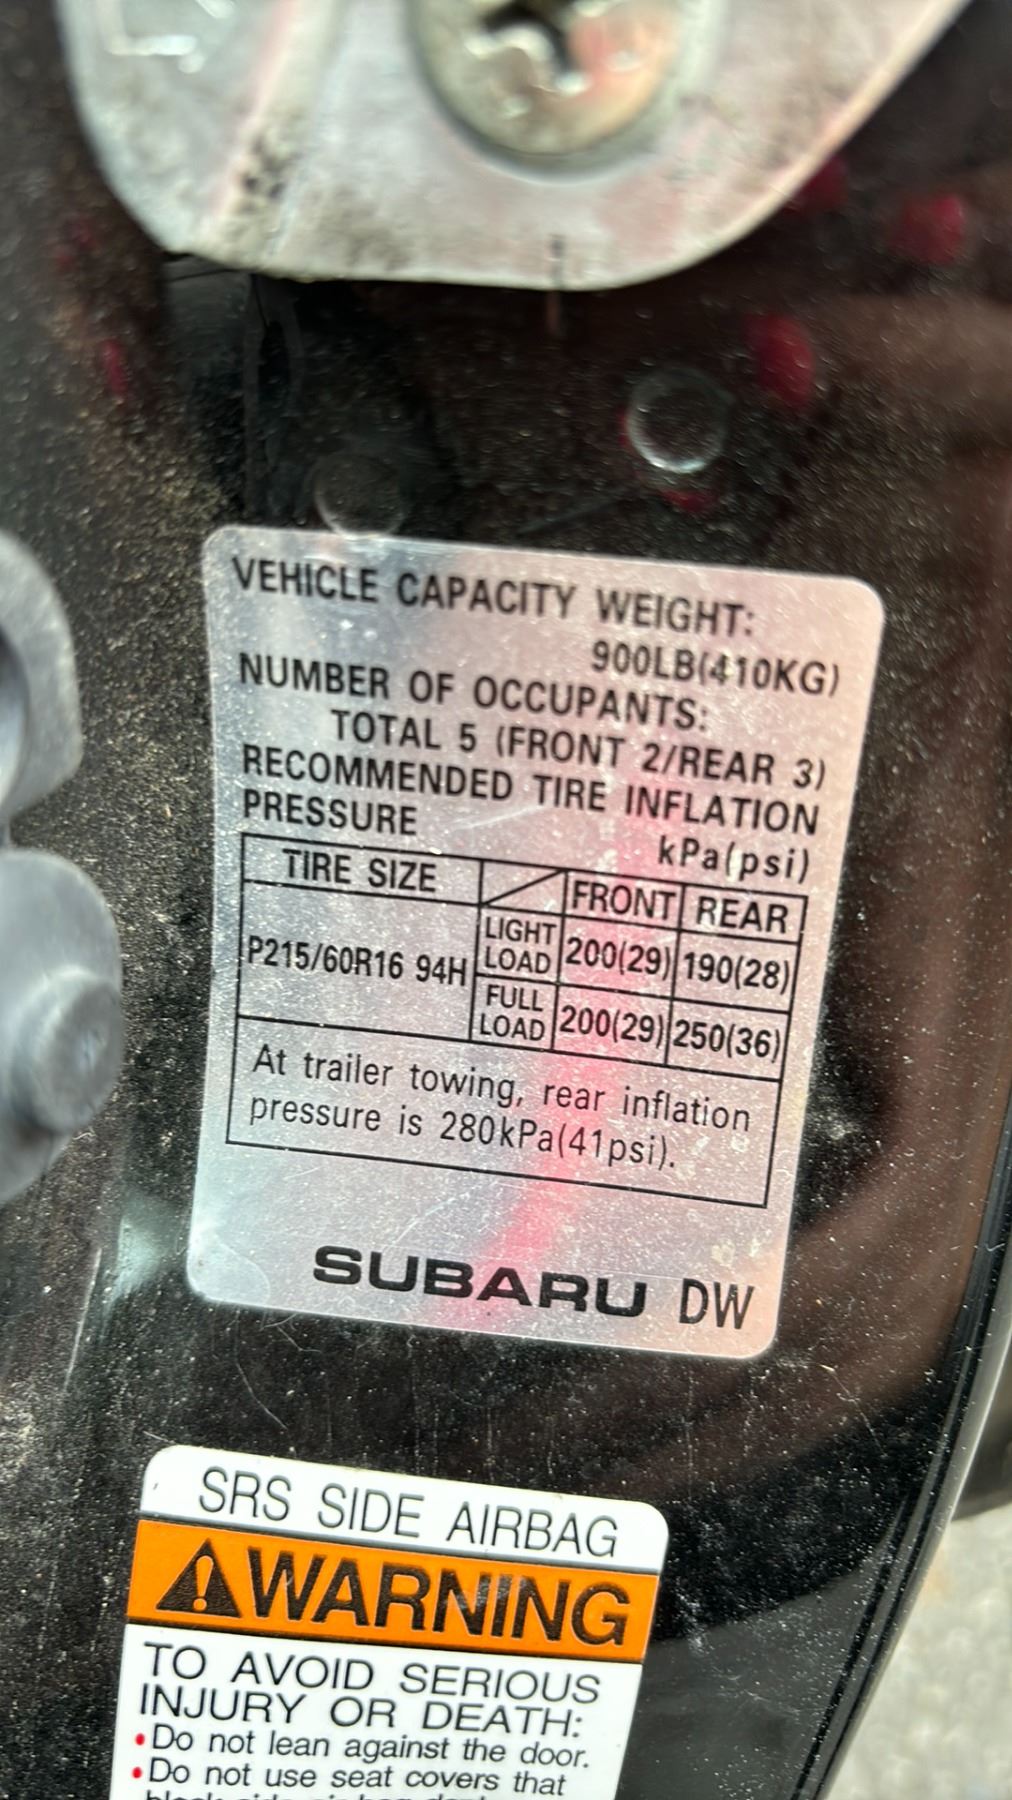 VEHICLE CAPACITY WEIGHT:
900LB(410KG)
NUMBER OF OCCUPANTS:
TOTAL 5 (FRONT 2/REAR 3)
RECOMMENDED TIRE INFLATION
PRESSURE
kPa(psi)
TIRE SIZE FRONT REAR
P215/60R16 94H LIGHT LOAD 200(29) 190(28)
FULL LOAD 200(29) 250(36)
At trailer towing, rear inflation
pressure is 280kPa(41psi).
SUBARU DW
SRS SIDE AIRBAG
WARNING
TO AVOID SERIOUS
INJURY OR DEATH:
•Do not lean against the door.
•Do not use seat covers that